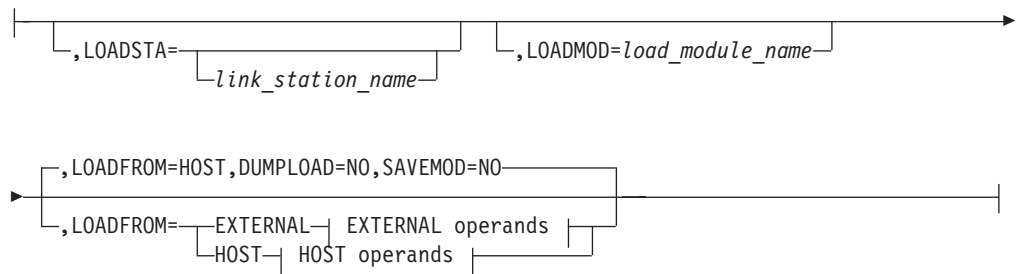 ,LOADSTA=
link_station_name
,LOADMOD=load_module_name
,LOADFROM=HOST,DUMPLOAD=NO,SAVEMOD=NO
,LOADFROM=
EXTERNAL
EXTERNAL operands
HOST
HOST operands